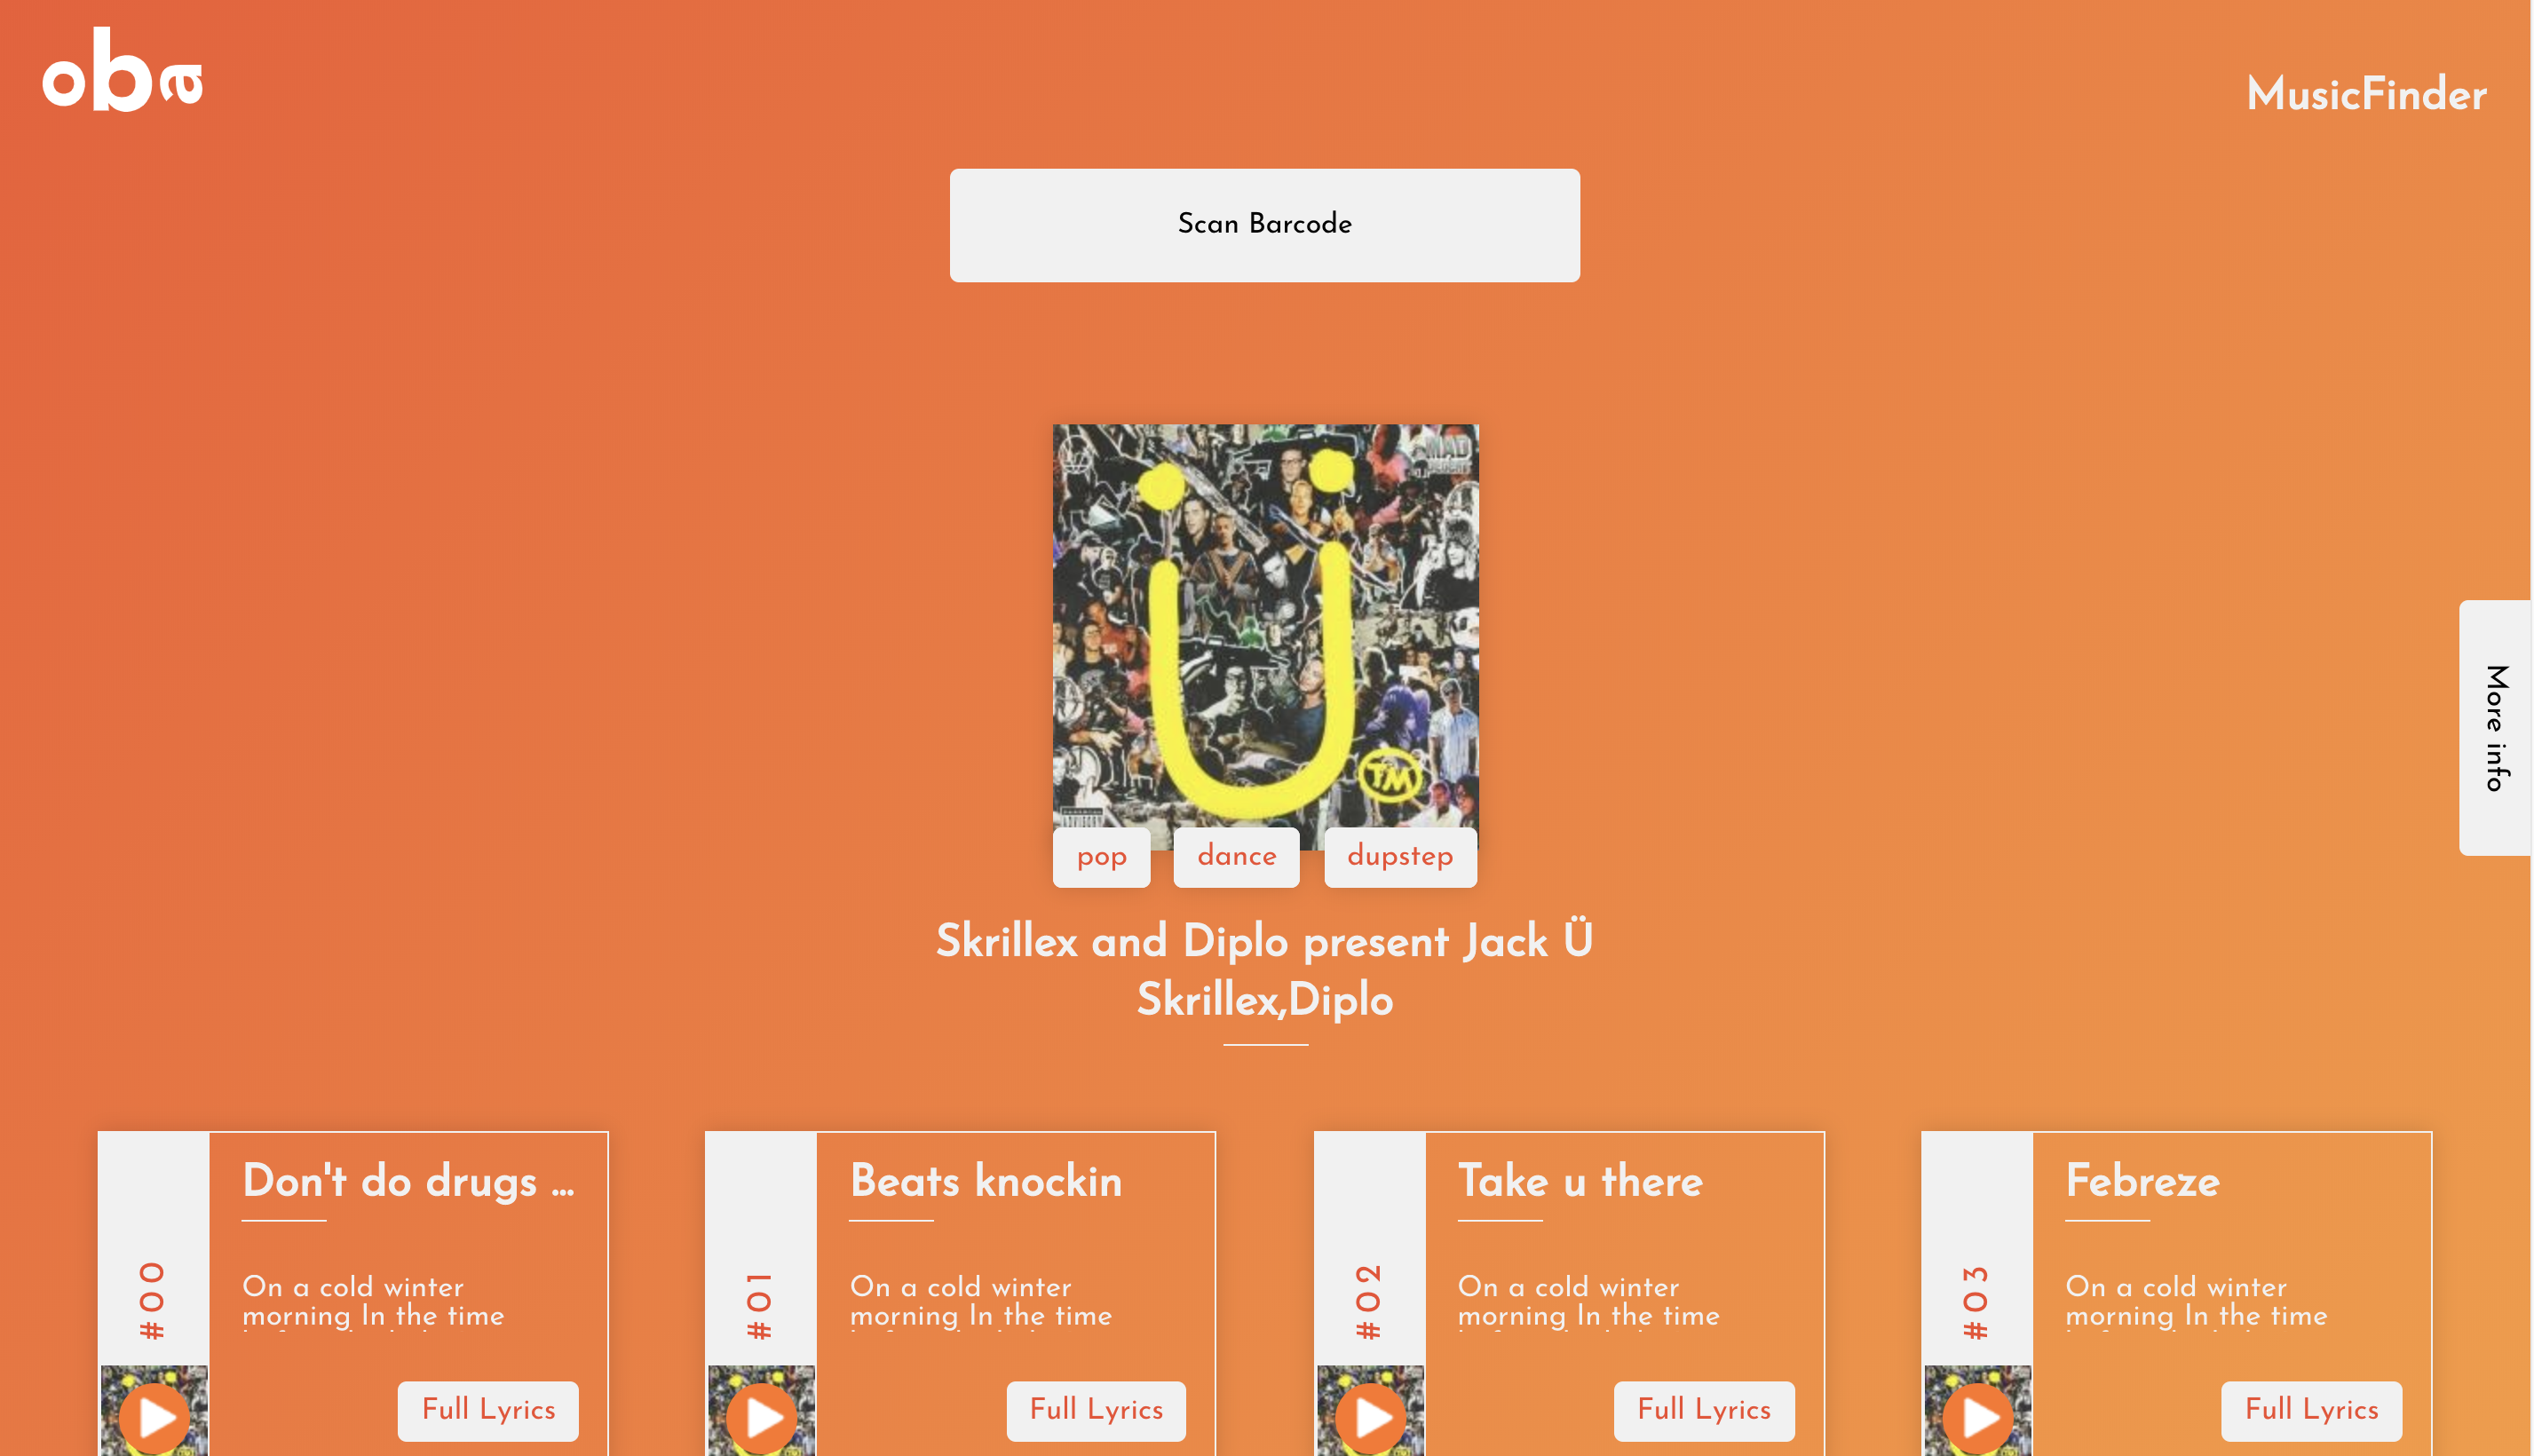 oba
MusicFinder
Scan Barcode
MAD
TM
ADVISORY
More info
pop
dance
dupstep
Skrillex and Diplo present Jack Ü
Skrillex,Diplo
#00
Don't do drugs ...
On a cold winter
morning In the time
Full Lyrics
#01
Beats knockin
On a cold winter
morning In the time
Full Lyrics
#02
Take u there
On a cold winter
morning In the time
Full Lyrics
#03
Febreze
On a cold winter
morning In the time
Full Lyrics